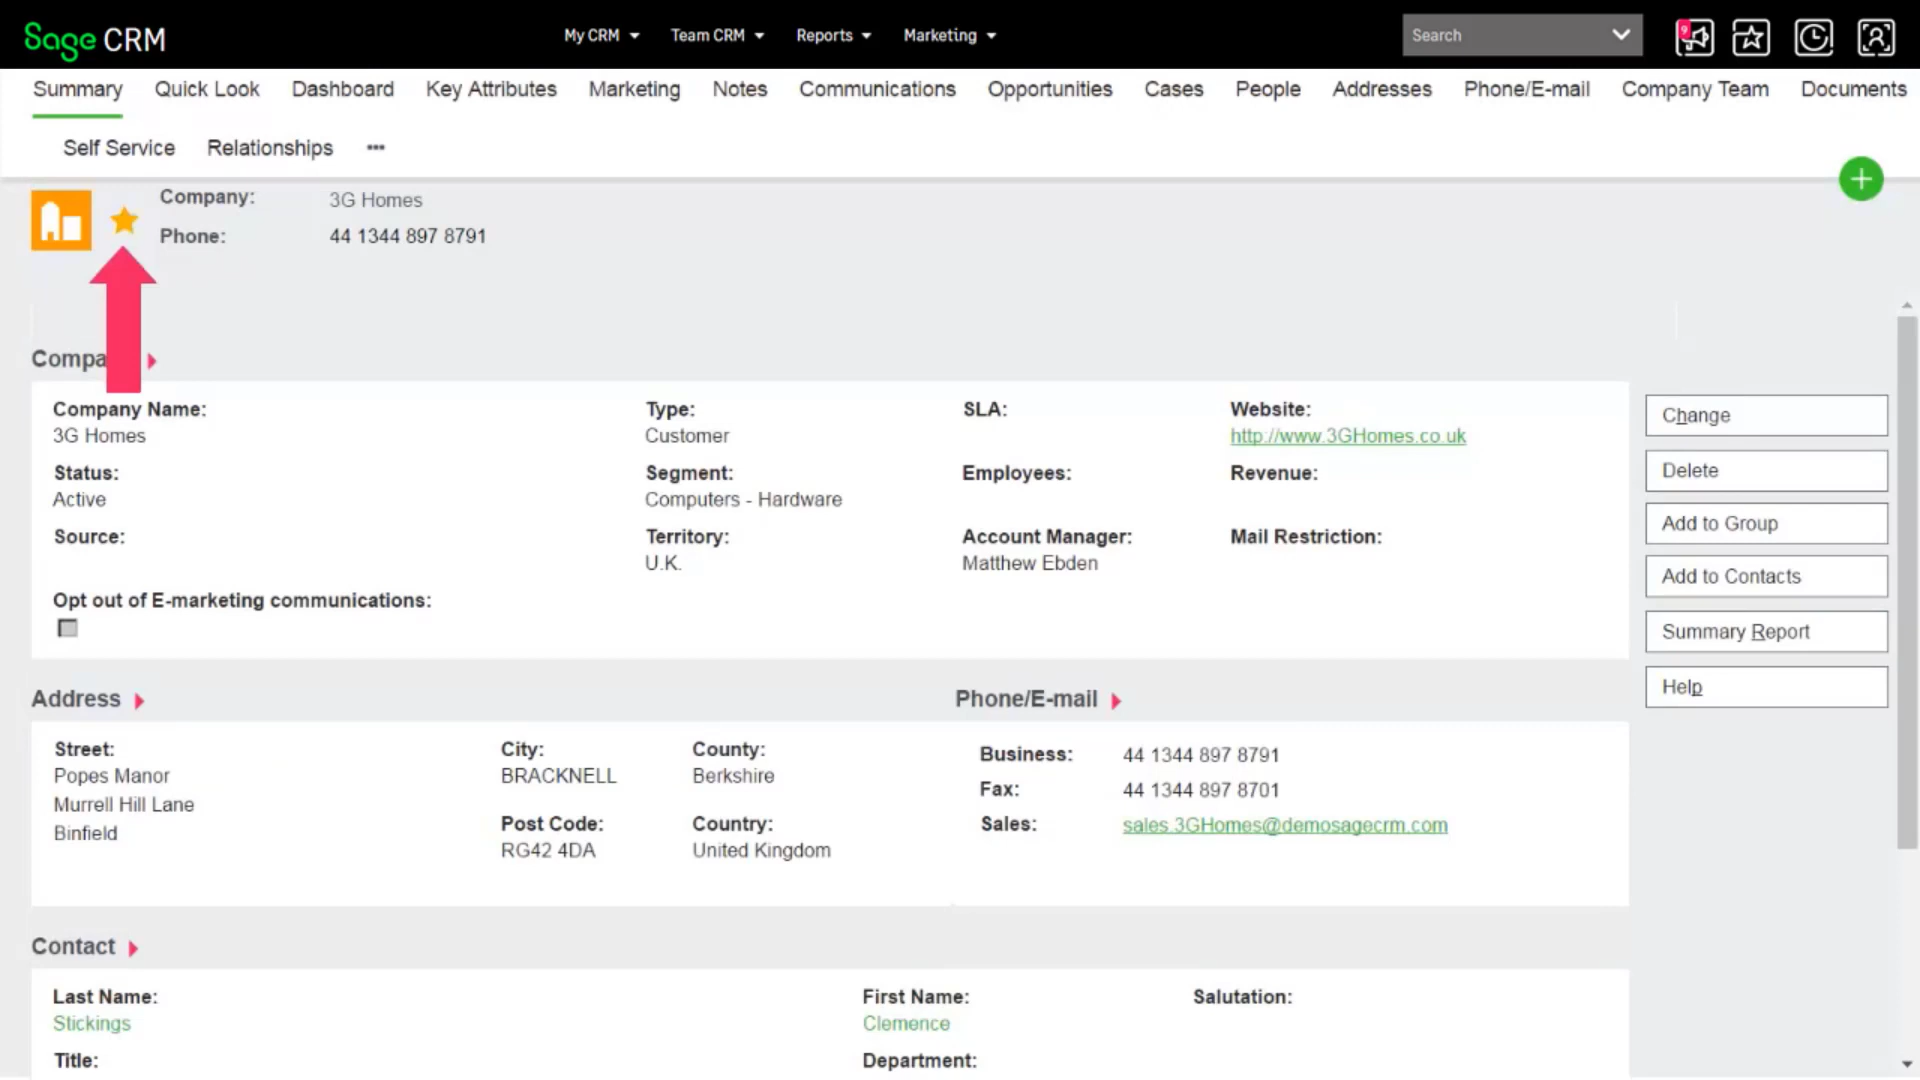 Sage CRM
My CRM Team CRM Reports Marketing Search 9
Summary Quick Look Dashboard Key Attributes Marketing Notes Communications Opportunities Cases People Addresses Phone/E-mail Company Team Documents
Self Service Relationships ...
Company: 3G Homes
Phone: 44 1344 897 8791
Compa
Company Name: Type: SLA: Website:
3G Homes Customer http://www.3GHomes.co.uk
Status: Segment: Employees: Revenue:
Active Computers - Hardware
Source: Territory: Account Manager: Mail Restriction:
U.K. Matthew Ebden
Opt out of E-marketing communications:
Change
Delete
Add to Group
Add to Contacts
Summary Report
Help
Address
Street: City: County:
Popes Manor BRACKNELL Berkshire
Murrell Hill Lane
Binfield Post Code: Country:
RG42 4DA United Kingdom
Phone/E-mail
Business: 44 1344 897 8791
Fax: 44 1344 897 8701
Sales: sales.3GHomes@demosagecrm.com
Contact
Last Name: First Name: Salutation:
Stickings Clemence
Title: Department: